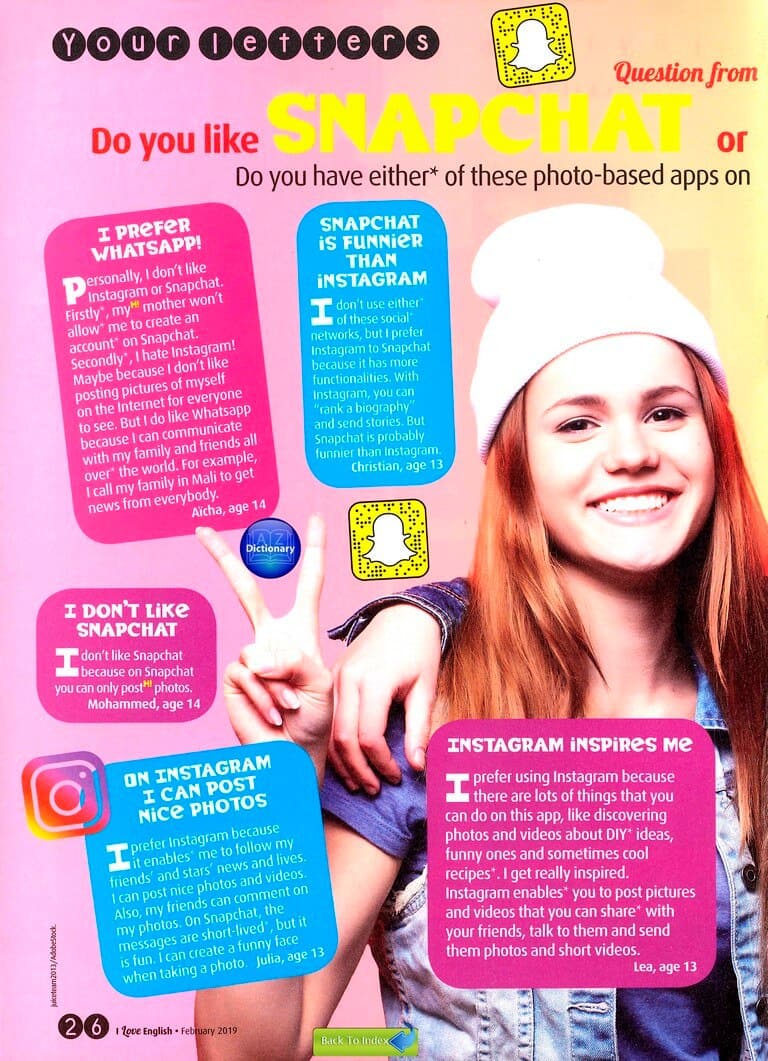 Your letters
Question from
Do you like SNAPCHAT or
Do you have either* of these photo-based apps on
I PREFER
WHATSAPP!
Personally, I don't like
Instagram or Snapchat.
Firstly*, my HI mother won't
allow* me to create an
account* on Snapchat.
Secondly*, I hate Instagram!
Maybe because I don't like
posting pictures of myself
on the Internet for everyone
to see. But I do like Whatsapp
because I can communicate
with my family and friends all
over* the world. For example,
I call my family in Mali to get
news from everybody.
Aïcha, age 14
SNAPCHAT
IS FUNNIER
THAN
INSTAGRAM
I don't use either*
of these social*
networks, but I prefer
Instagram to Snapchat
because it has more
functionalities. With
Instagram, you can
"rank a biography"
and send stories. But
Snapchat is probably
funnier than Instagram.
Christian, age 13
A Z
Dictionary
I DON'T LIKE
SNAPCHAT
I don't like Snapchat
because on Snapchat
you can only post HI photos.
Mohammed, age 14
ON INSTAGRAM
I CAN POST
NICE PHOTOS
I prefer Instagram because
it enables* me to follow my
friends' and stars' news and lives.
I can post nice photos and videos.
Also, my friends can comment on
my photos. On Snapchat, the
messages are short-lived*, but it
is fun. I can create a funny face
when taking a photo. Julia, age 13
INSTAGRAM INSPIRES ME
I prefer using Instagram because
there are lots of things that you
can do on this app, like discovering
photos and videos about DIY* ideas,
funny ones and sometimes cool
recipes*. I get really inspired.
Instagram enables* you to post pictures
and videos that you can share* with
your friends, talk to them and send
them photos and short videos.
Lea, age 13
juiceteam2013/AdobeStock.
26 I Love English • February 2019
Back To Index